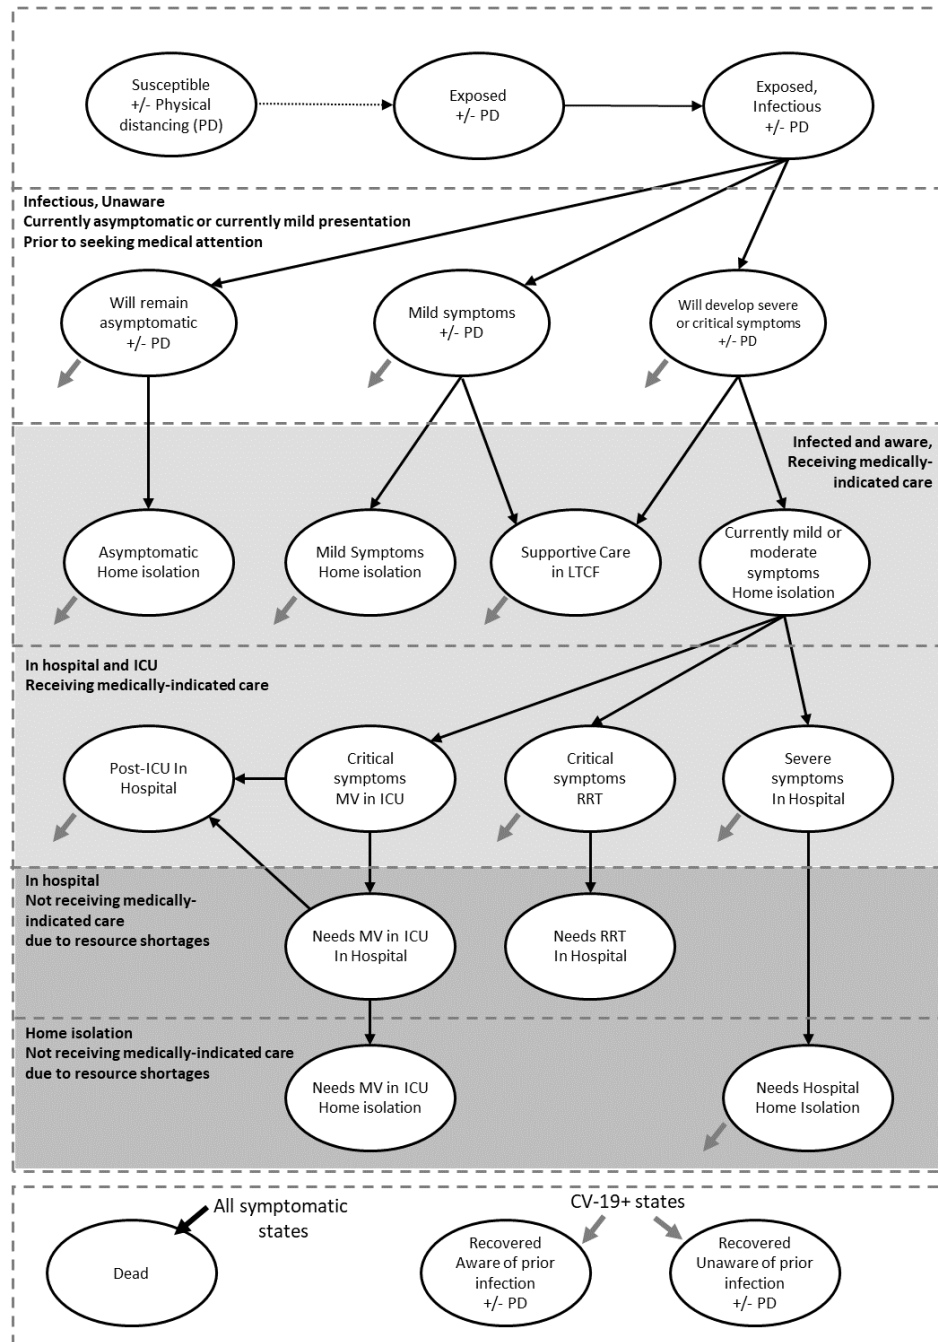 Susceptible
+/- Physical
distancing (PD)
Exposed
+/- PD
Exposed,
Infectious
+/- PD
Infectious, Unaware
Currently asymptomatic or currently mild presentation
Prior to seeking medical attention
Will remain
asymptomatic
+/- PD
Mild symptoms
+/- PD
Will develop severe
or critical symptoms
+/- PD
Infected and aware,
Receiving medically-
indicated care
Asymptomatic
Home isolation
Mild Symptoms
Home isolation
Supportive Care
in LTCF
Currently mild or
moderate
symptoms
Home isolation
In hospital and ICU
Receiving medically-indicated care
Post-ICU In
Hospital
Critical
symptoms
MV in ICU
Critical
symptoms
RRT
Severe
symptoms
In Hospital
In hospital
Not receiving medically-
indicated care
due to resource shortages
Needs MV in ICU
In Hospital
Needs RRT
In Hospital
Home isolation
Not receiving medically-indicated care
due to resource shortages
Needs MV in ICU
Home isolation
Needs Hospital
Home Isolation
All symptomatic
states
Dead
CV-19+ states
Recovered
Aware of prior
infection
+/- PD
Recovered
Unaware of prior
infection
+/- PD